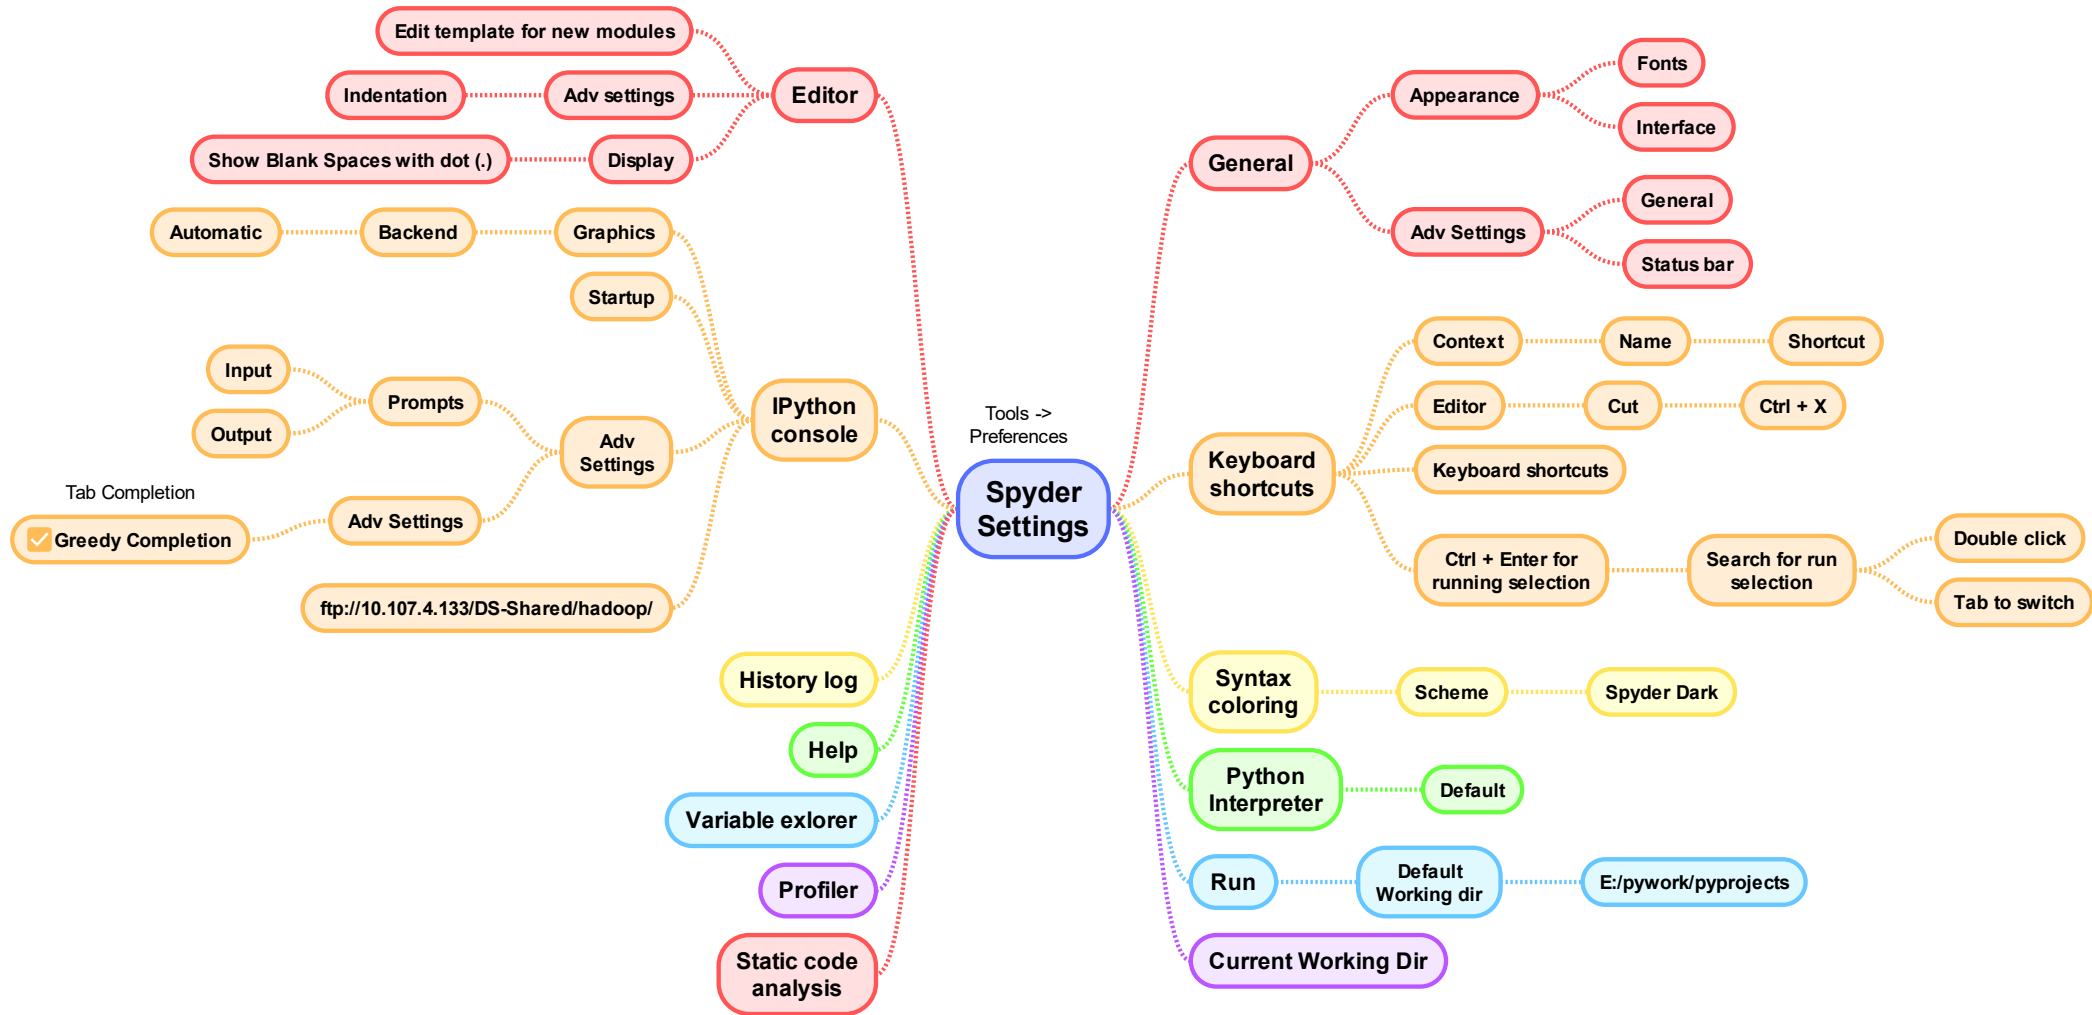 Tools ->
Preferences
Spyder
Settings
General
Appearance
Fonts
Interface
Adv Settings
General
Status bar
Keyboard
shortcuts
Context
Name
Shortcut
Editor
Cut
Ctrl + X
Keyboard shortcuts
Ctrl + Enter for
running selection
Search for run
selection
Double click
Tab to switch
Syntax
coloring
Scheme
Spyder Dark
Python
Interpreter
Default
Run
Default
Working dir
E:/pywork/pyprojects
Current Working Dir
Editor
Edit template for new modules
Adv settings
Indentation
Display
Show Blank Spaces with dot (.)
IPython
console
Graphics
Backend
Automatic
Startup
Adv
Settings
Prompts
Input
Output
Adv Settings
Tab Completion
Greedy Completion
ftp://10.107.4.133/DS-Shared/hadoop/
History log
Help
Variable exlorer
Profiler
Static code
analysis